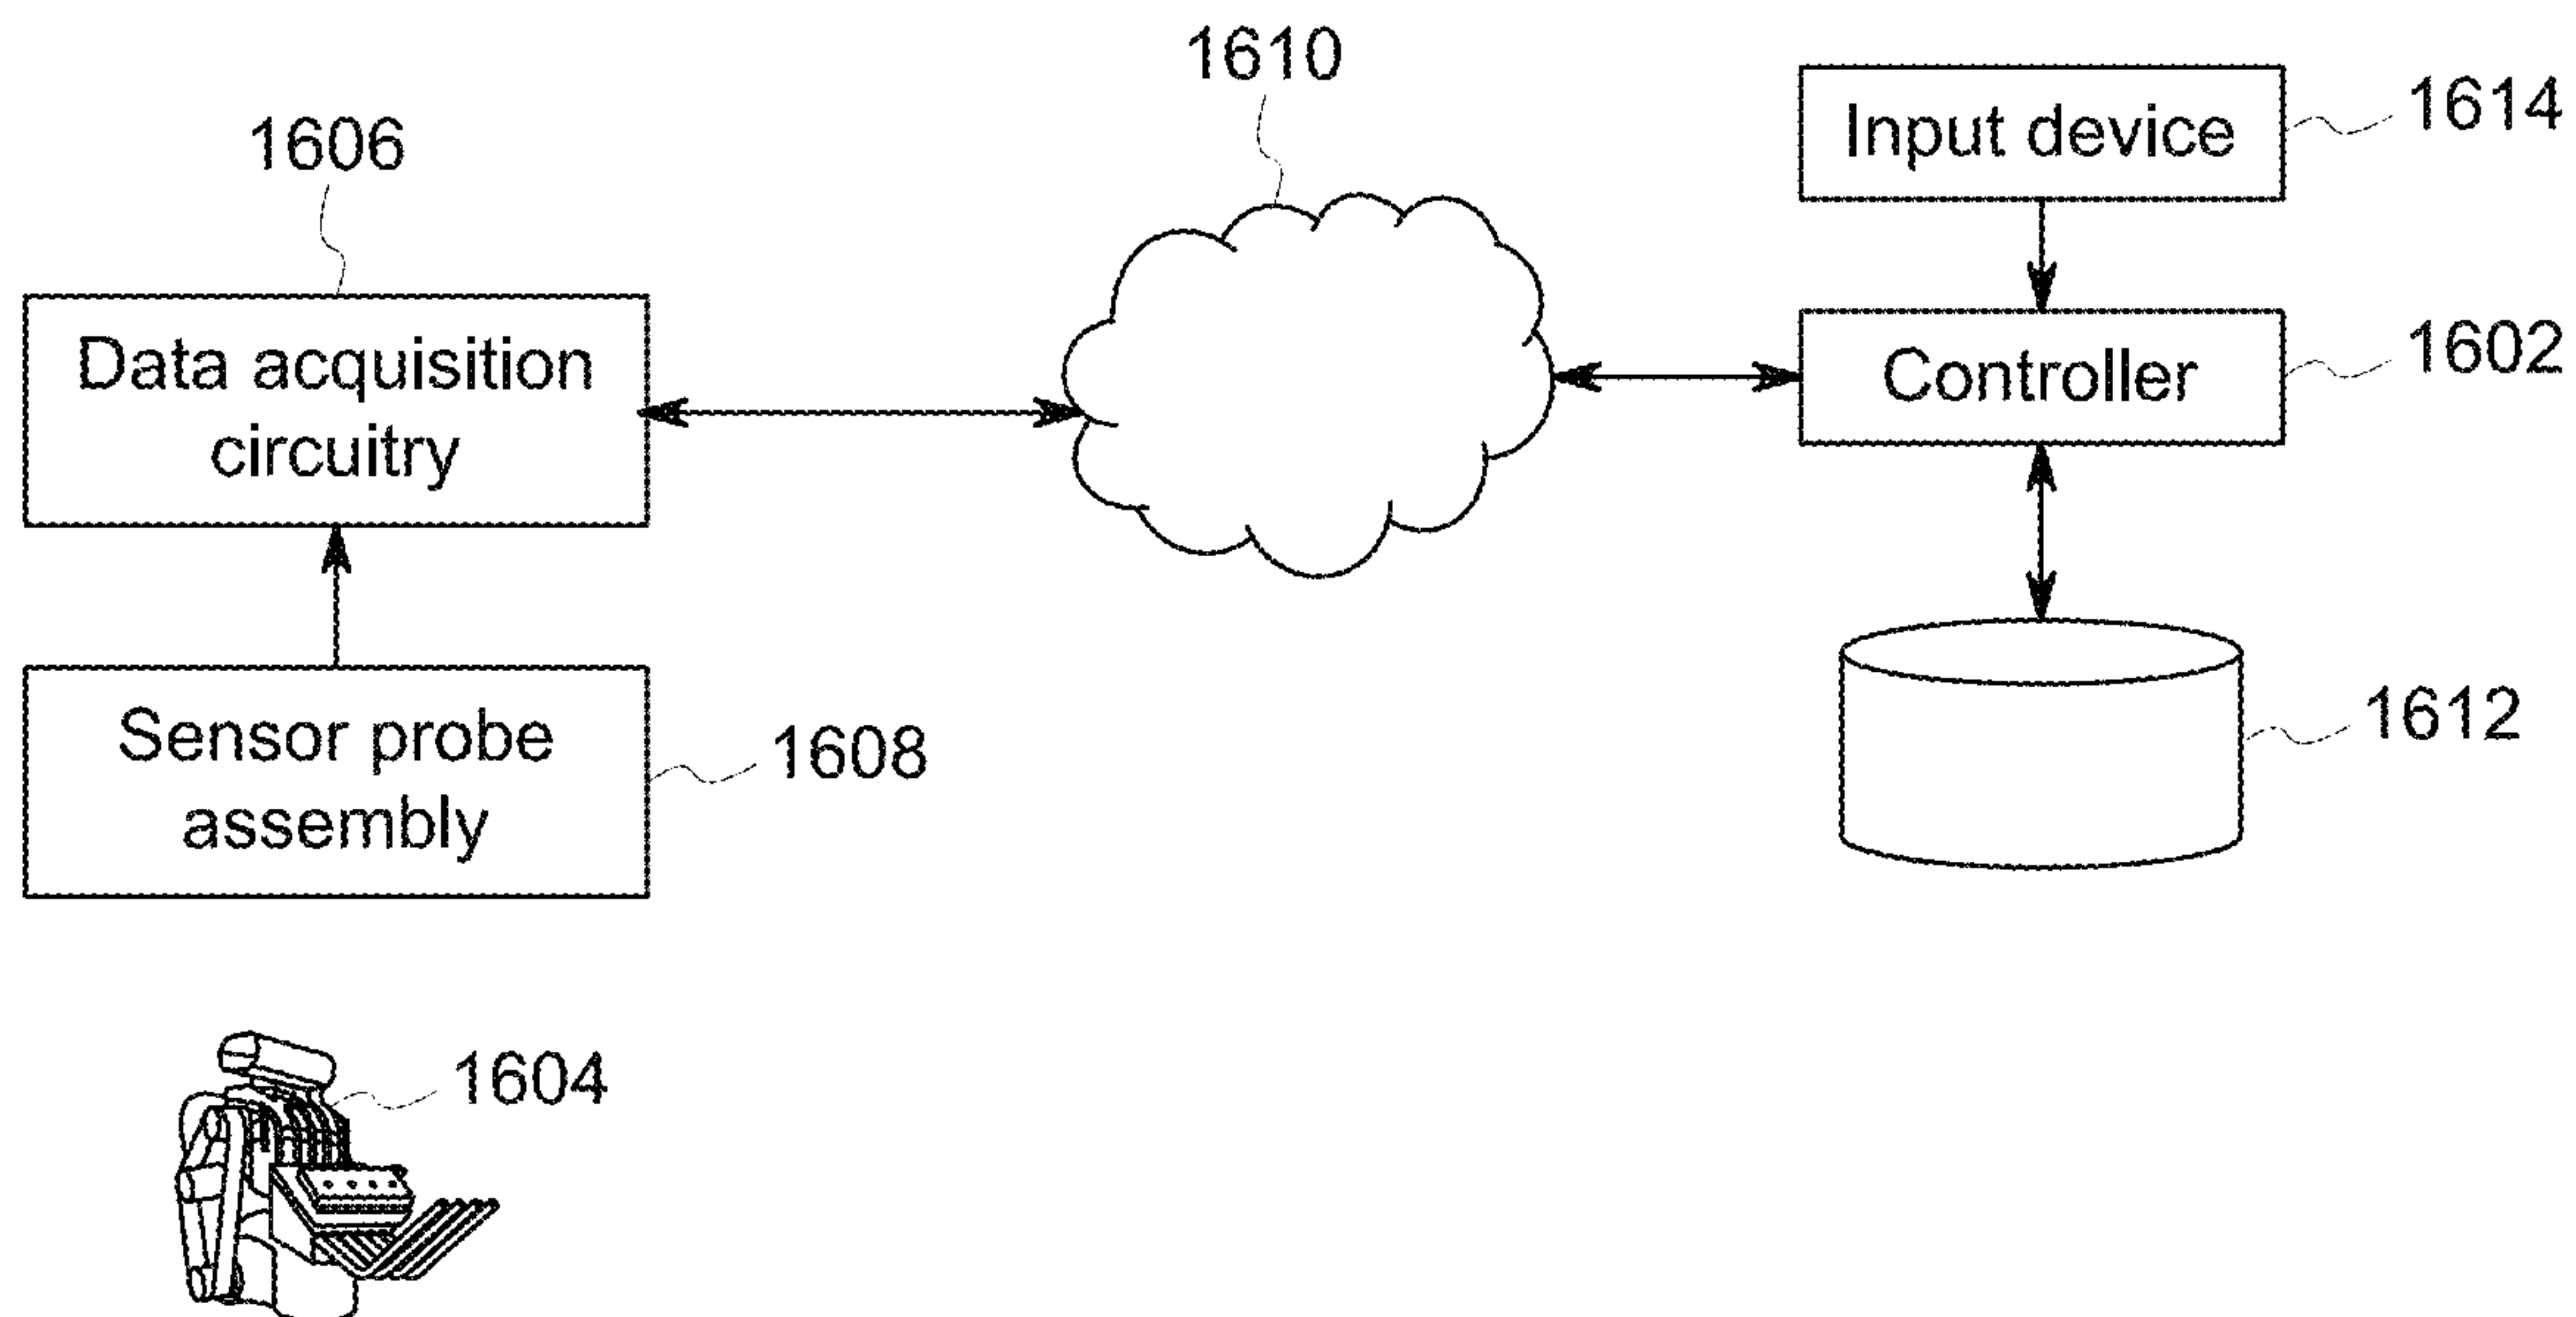 1610
1614
Input device
1606
1602
Controller
Data acquisition
circuitry
1612
Sensor probe
assembly
1608
1604